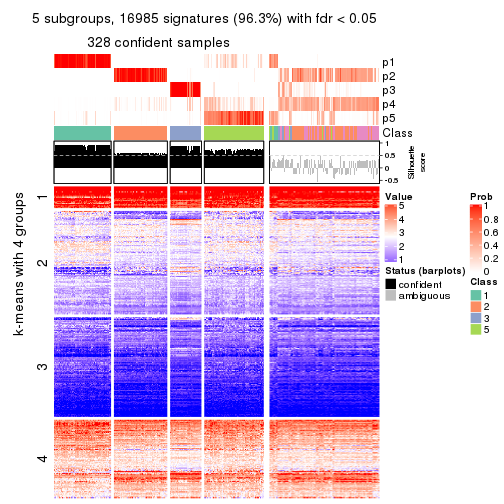 5 subgroups, 16985 signatures (96.3%) with fdr < 0.05
328 confident samples
p1
p2
p3
p4
p5
Class
1
0.5
0
-0.5
Silhouette
score
k-means with 4 groups
1
2
3
4
Value
5
4
3
2
1
Status (barplots)
confident
ambiguous
Prob
1
0.8
0.6
0.4
0.2
0
Class
1
2
3
5